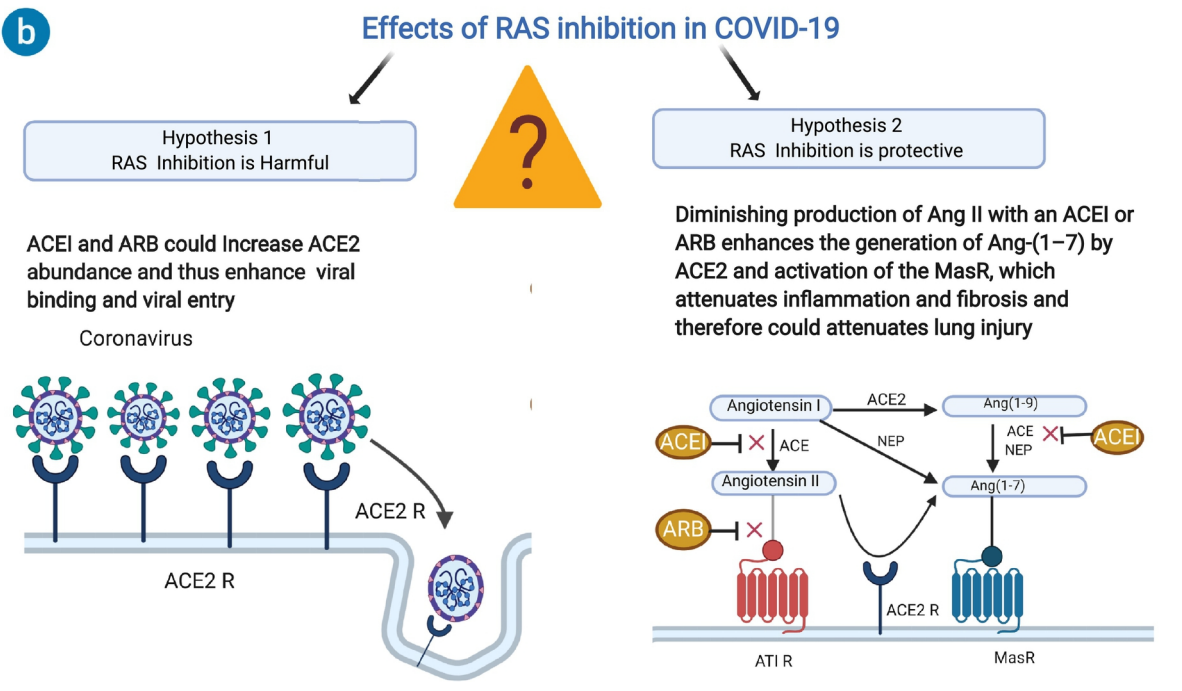 b
Effects of RAS inhibition in COVID-19
?
Hypothesis 1
RAS Inhibition is Harmful
ACEI and ARB could Increase ACE2
abundance and thus enhance viral
binding and viral entry
Coronavirus
ACE2 R
ACE2 R
Hypothesis 2
RAS Inhibition is protective
Diminishing production of Ang II with an ACEI or
ARB enhances the generation of Ang-(1–7) by
ACE2 and activation of the MasR, which
attenuates inflammation and fibrosis and
therefore could attenuates lung injury
Angiotensin I
ACE2
Ang(1-9)
ACEI
ACE
NEP
ACE
NEP
ACEI
Angiotensin II
Ang(1-7)
ARB
ACE2 R
ATI R
MasR